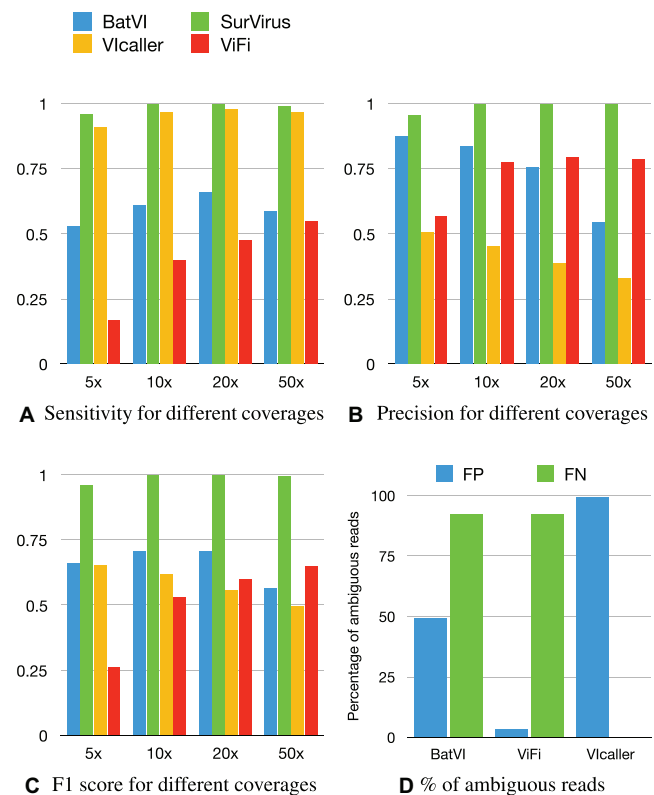 BatVI SurVirus
VIcaller ViFi
1
0.75
0.5
0.25
0
5x 10x 20x 50x
A Sensitivity for different coverages
1
0.75
0.5
0.25
0
5x 10x 20x 50x
B Precision for different coverages
1
0.75
0.5
0.25
0
5x 10x 20x 50x
C F1 score for different coverages
FP FN
Percentage of ambiguous reads
100
75
50
25
0
BatVI ViFi VIcaller
D % of ambiguous reads